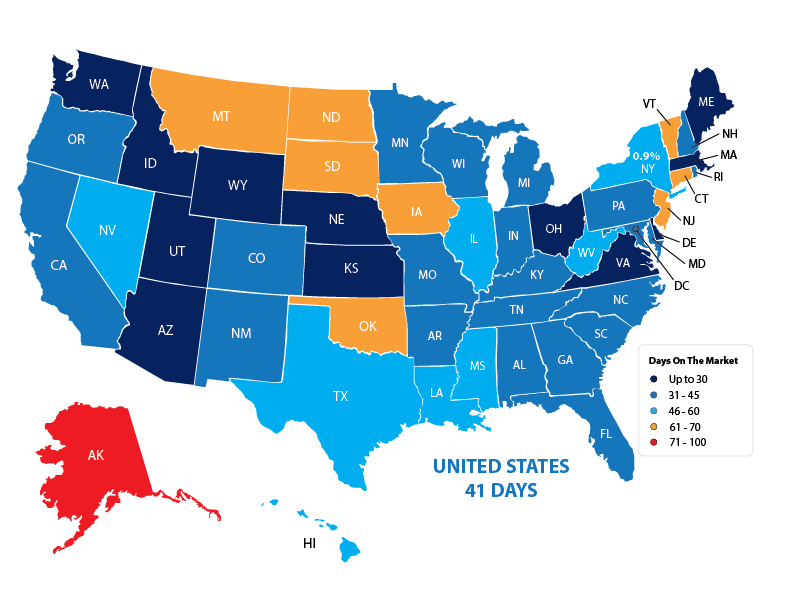 WA
MT
ND
MN
OR
ID
SD
WI
MI
VT
ME
NH
MA
RI
CT
NJ
DE
MD
DC
0.9%
NY
WY
NE
IA
PA
NV
UT
CO
KS
MO
IL
IN
OH
WV
VA
KY
CA
AZ
NM
OK
AR
TN
NC
SC
TX
LA
MS
AL
GA
FL
Days On The Market
Up to 30
31 - 45
46 - 60
61 - 70
71 - 100
AK
HI
UNITED STATES
41 DAYS